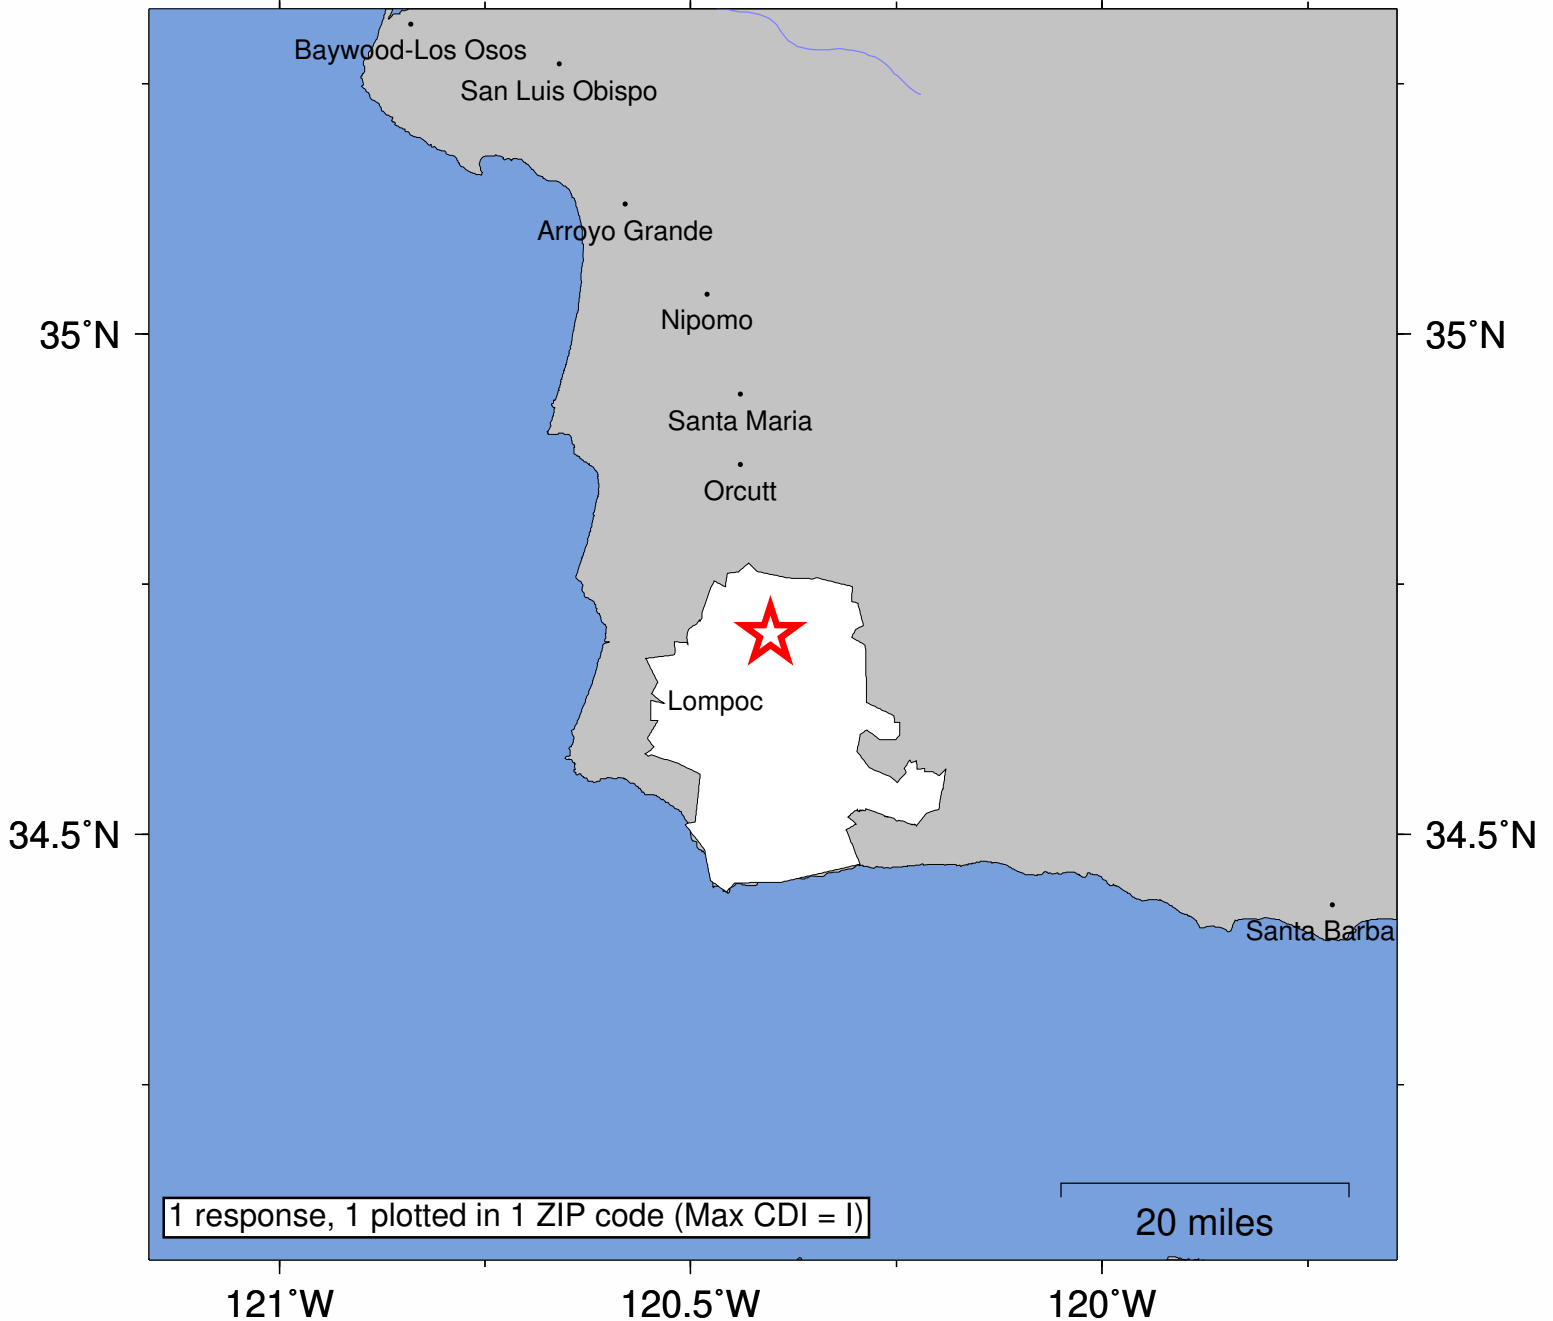 Baywood-Los Osos
San Luis Obispo
Arroyo Grande
Nipomo
35°N
35°N
Santa Maria
Orcutt
Lompoc
34.5°N
34.5°N
Santa Barba
1 response, 1 plotted in 1 ZIP code (Max CDI = I)
20 miles
121°W
120.5°W
120°W